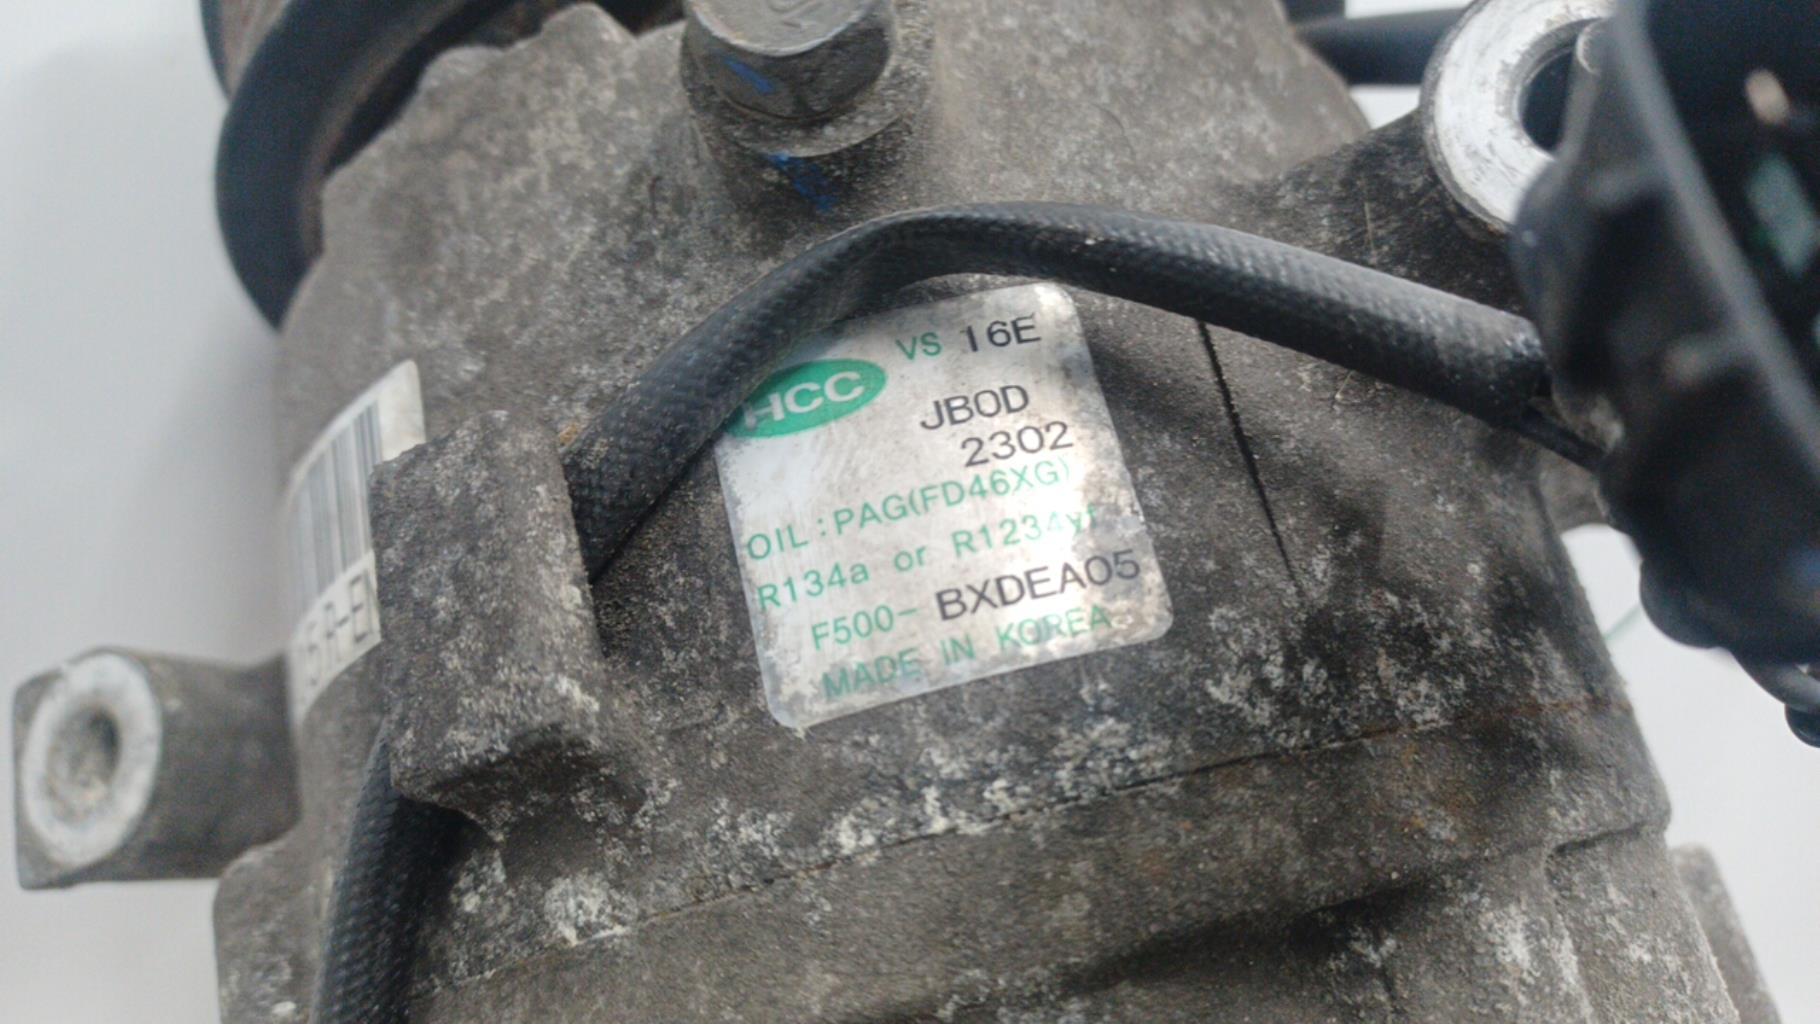 VS 16E
HCC
JB0D
2302
OIL : PAG(FD46XG)
R134a or R1234yf
F500- BXDEA05
MADE IN KOREA